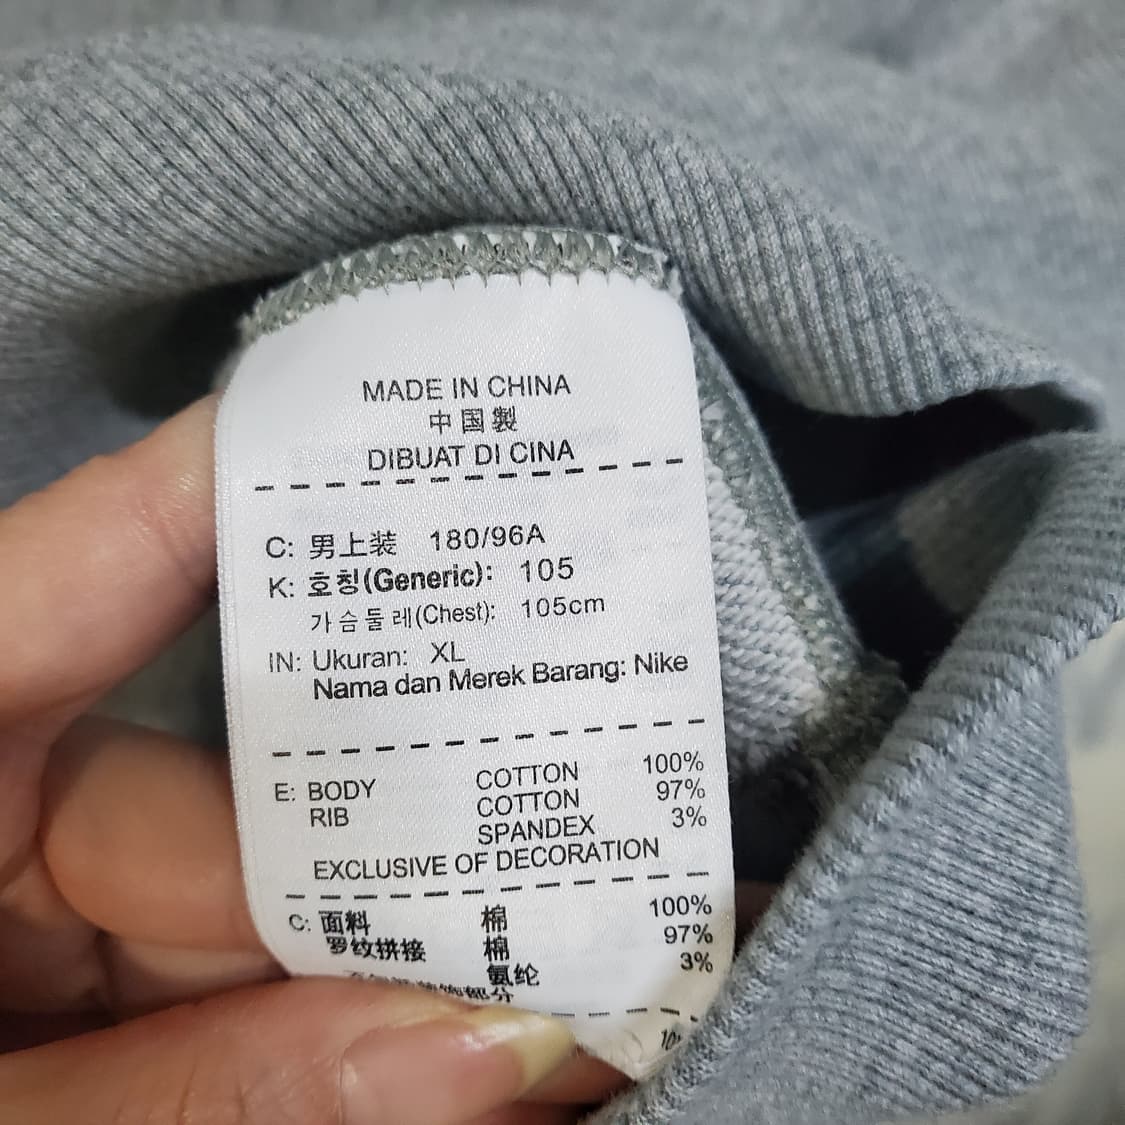 MADE IN CHINA
中国製
DIBUAT DI CINA
C: 男上装 180/96A
K: 호칭(Generic): 105
가슴둘레(Chest): 105cm
IN: Ukuran: XL
Nama dan Merek Barang: Nike
E: BODY COTTON 100%
RIB COTTON 97%
SPANDEX 3%
EXCLUSIVE OF DECORATION
C: 面料 棉 100%
罗纹拼接 棉 97%
氨纶 3%
部分